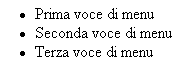 Prima voce di menu
Seconda voce di menu
Terza voce di menu